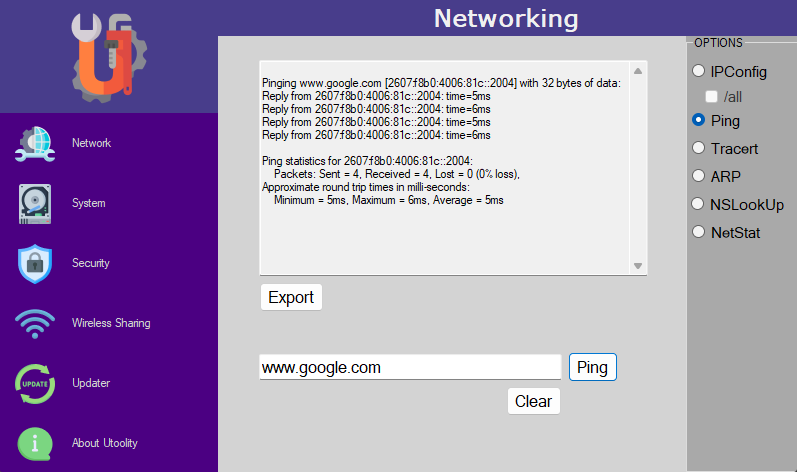 Networking
Network
System
Security
Wireless Sharing
UPDATE
Updater
About Utoolity
Pinging www.google.com [2607:f8b0:4006:81c::2004] with 32 bytes of data:
Reply from 2607:f8b0:4006:81c::2004: time=5ms
Reply from 2607:f8b0:4006:81c::2004: time=6ms
Reply from 2607:f8b0:4006:81c::2004: time=5ms
Reply from 2607:f8b0:4006:81c::2004: time=6ms
Ping statistics for 2607:f8b0:4006:81c::2004:
Packets: Sent = 4, Received = 4, Lost = 0 (0% loss),
Approximate round trip times in milli-seconds:
Minimum = 5ms, Maximum = 6ms, Average = 5ms
Export
www.google.com
Ping
Clear
OPTIONS
IPConfig
/all
Ping
Tracert
ARP
NSLookUp
NetStat